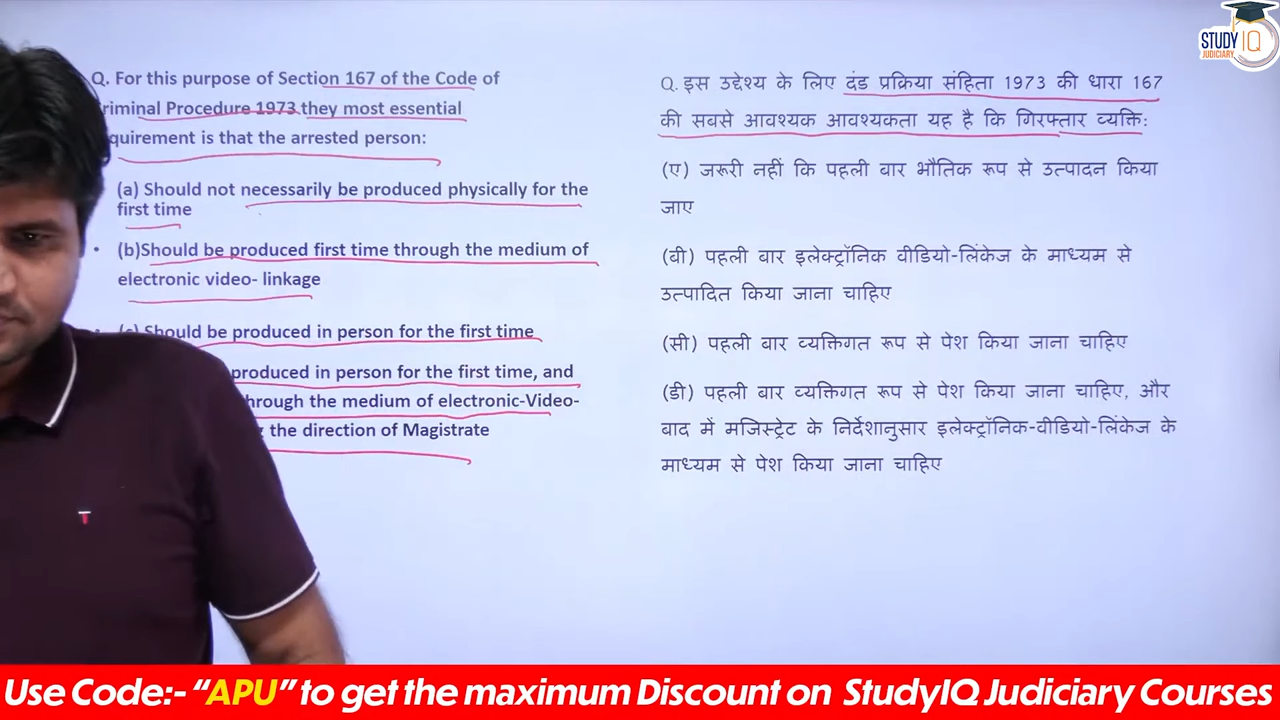 Q. For this purpose of Section 167 of the Code of
riminal Procedure 1973 they most essential
quirement is that the arrested person:
(a) Should not necessarily be produced physically for the
first time
(b)Should be produced first time through the medium of
electronic video- linkage
(c) Should be produced in person for the first time
produced in person for the first time, and
hrough the medium of electronic-Video-
the direction of Magistrate
Q. इस उद्देश्य के लिए दंड प्रक्रिया संहिता 1973 की धारा 167
की सबसे आवश्यक आवश्यकता यह है कि गिरफ्तार व्यक्ति:
(ए) जरूरी नहीं कि पहली बार भौतिक रूप से उत्पादन किया
जाए
(बी) पहली बार इलेक्ट्रॉनिक वीडियो-लिंकेज के माध्यम से
उत्पादित किया जाना चाहिए
(सी) पहली बार व्यक्तिगत रूप से पेश किया जाना चाहिए
(डी) पहली बार व्यक्तिगत रूप से पेश किया जाना चाहिए, और
बाद में मजिस्ट्रेट के निर्देशानुसार इलेक्ट्रॉनिक-वीडियो-लिंकेज के
माध्यम से पेश किया जाना चाहिए
STUDY IQ
JUDICIARY
Use Code:- “APU” to get the maximum Discount on StudyIQ Judiciary Courses